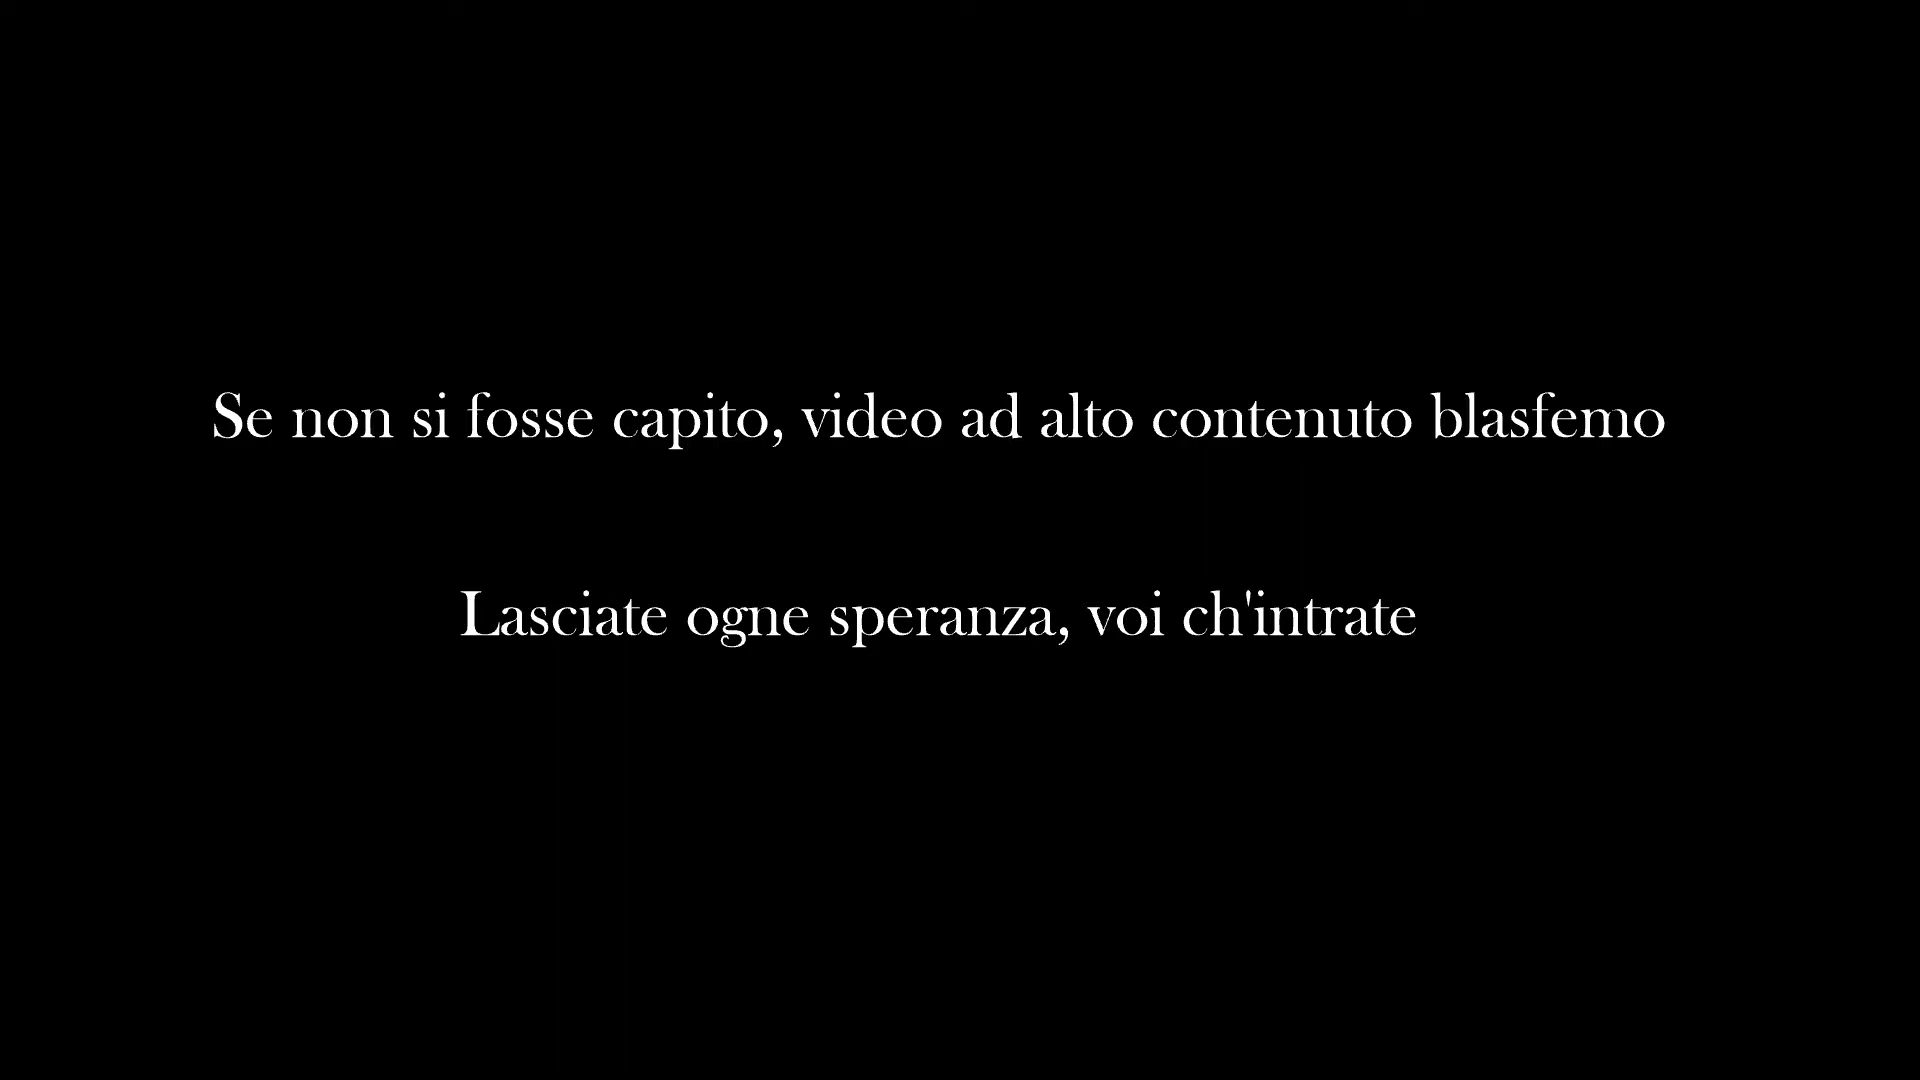 Se non si fosse capito, video ad alto contenuto blasfemo
Lasciate ogne speranza, voi ch'intrate